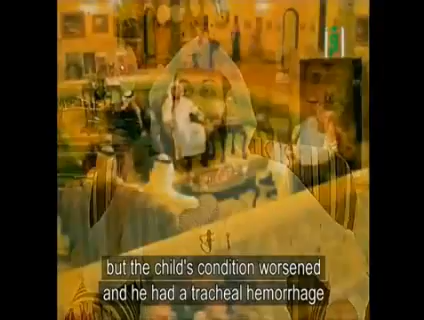 but the child's condition worsened
and he had a tracheal hemorrhage